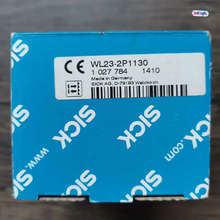 WL23-2P1130
1 027 784 1410
Made in Germany
SICK AG, D-79183 Waldkirch
CE
SICK
www.sick.com
SICK
SICK